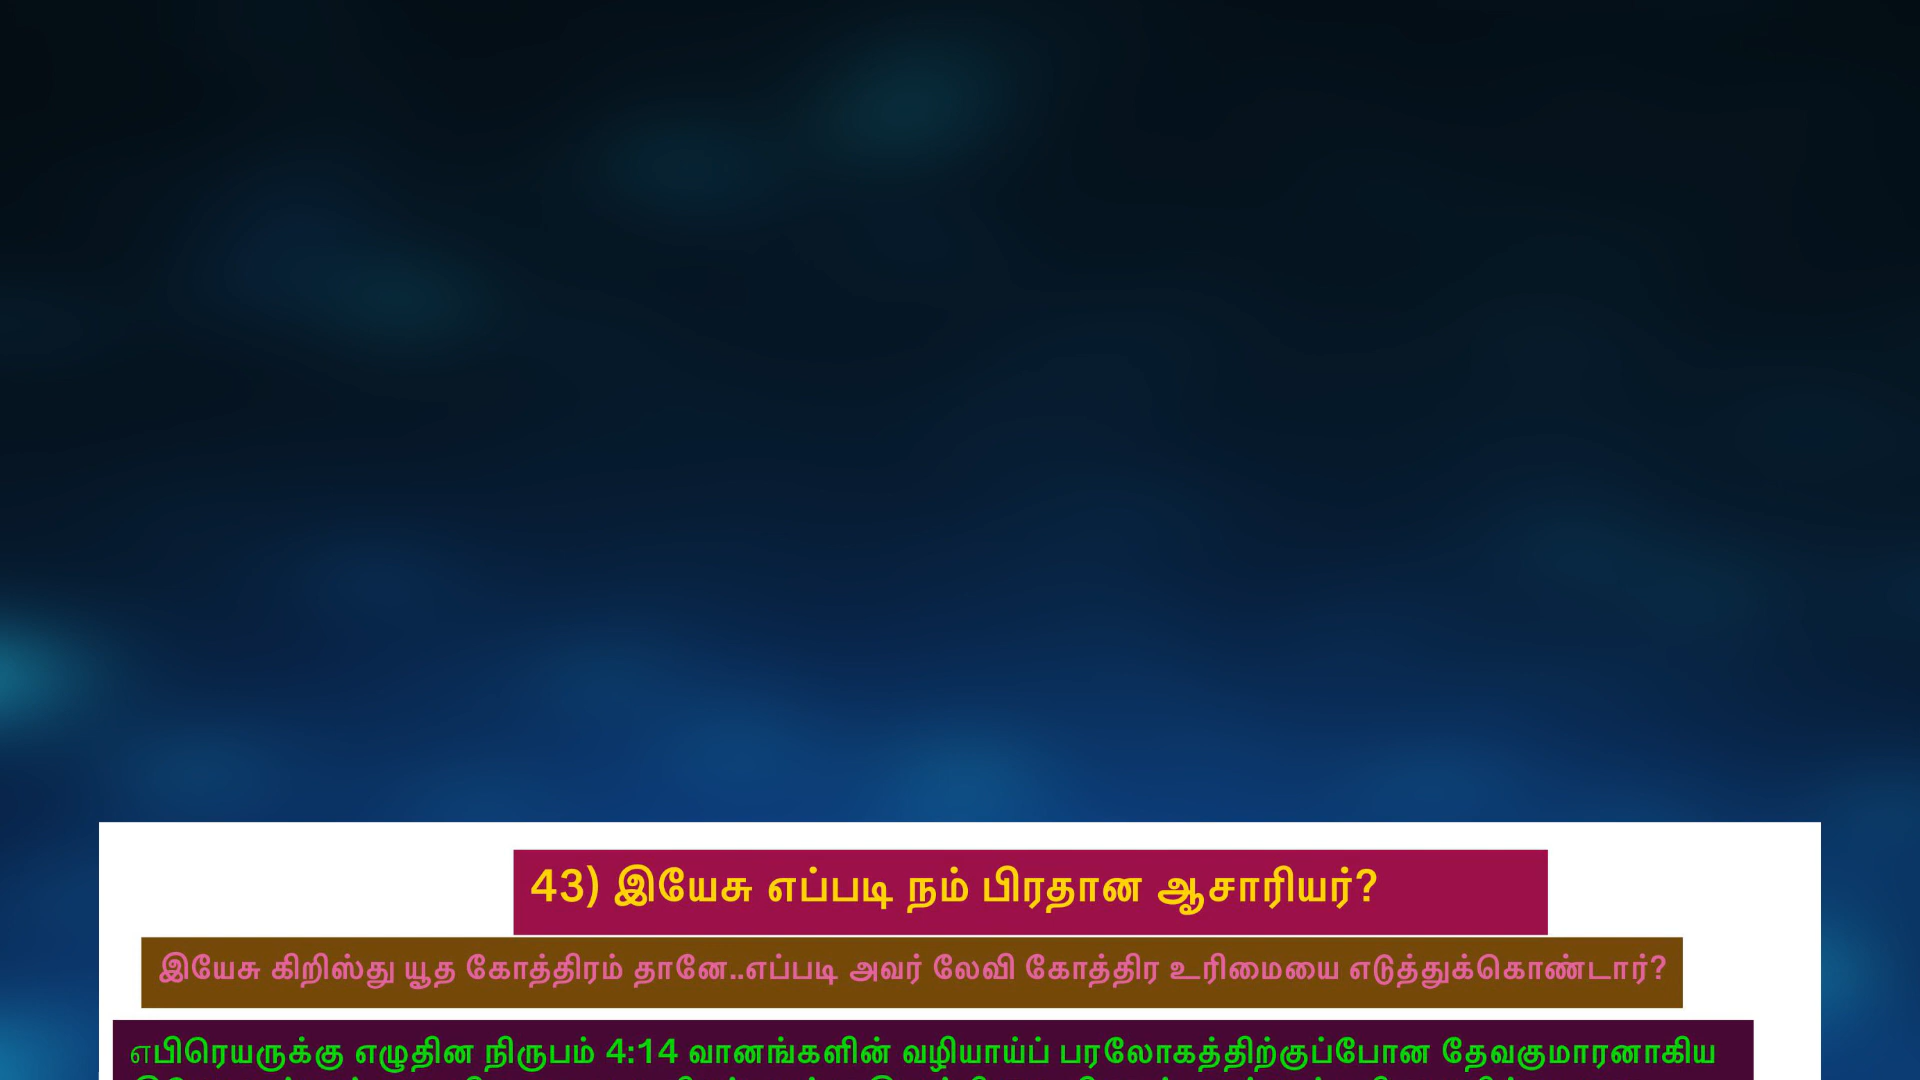 43) இயேசு எப்படி நம் பிரதான ஆசாரியர்?
இயேசு கிறிஸ்து யூத கோத்திரம் தானே..எப்படி அவர் லேவி கோத்திர உரிமையை எடுத்துக்கொண்டார்?
எபிரெயருக்கு எழுதின நிருபம் 4:14 வானங்களின் வழியாய்ப் பரலோகத்திற்குப்போன தேவகுமாரனாகிய